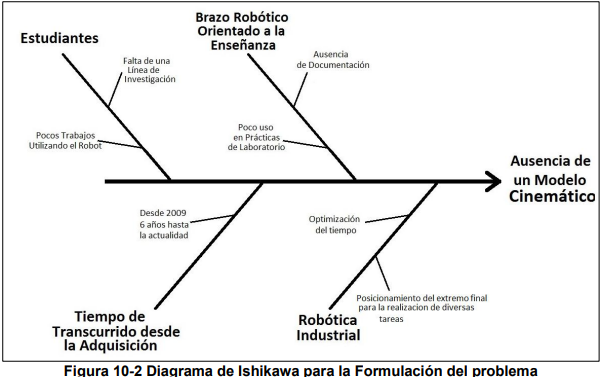 Estudiantes
Brazo Robótico
Orientado a la
Enseñanza
Falta de una
Línea de
Investigación
Ausencia
de Documentación
Pocos Trabajos
Utilizando el Robot
Poco uso
en Prácticas
de Laboratorio
Ausencia de
un Modelo
Cinemático
Desde 2009
6 años hasta
la actualidad
Optimización
del tiempo
Posicionamiento del extremo final
para la realizacion de diversas
tareas
Tiempo de
Transcurrido desde
la Adquisición
Robótica
Industrial
Figura 10-2 Diagrama de Ishikawa para la Formulación del problema